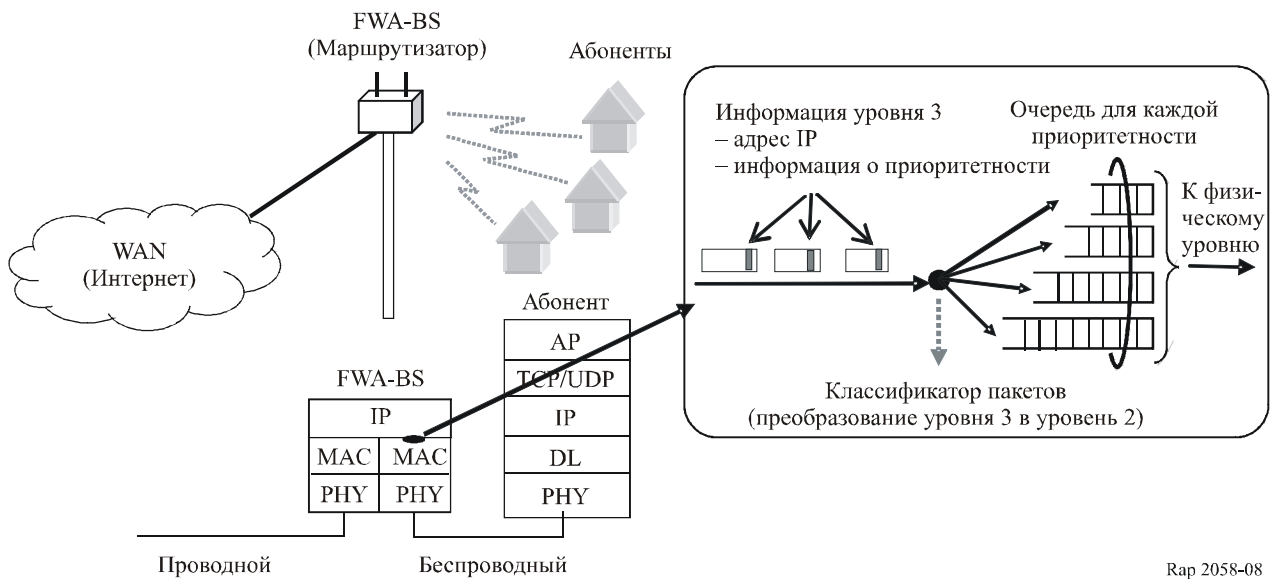 FWA-BS
(Маршрутизатор)
Абоненты
WAN
(Интернет)
Информация уровня 3
– адрес IP
– информация о приоритетности
Очередь для каждой
приоритетности
К физи-
ческому
уровню
Классификатор пакетов
(преобразование уровня 3 в уровень 2)
Абонент
AP
TCP/UDP
IP
DL
PHY
FWA-BS
IP
MAC MAC
PHY PHY
Проводной
Беспроводный
Rap 2058-08